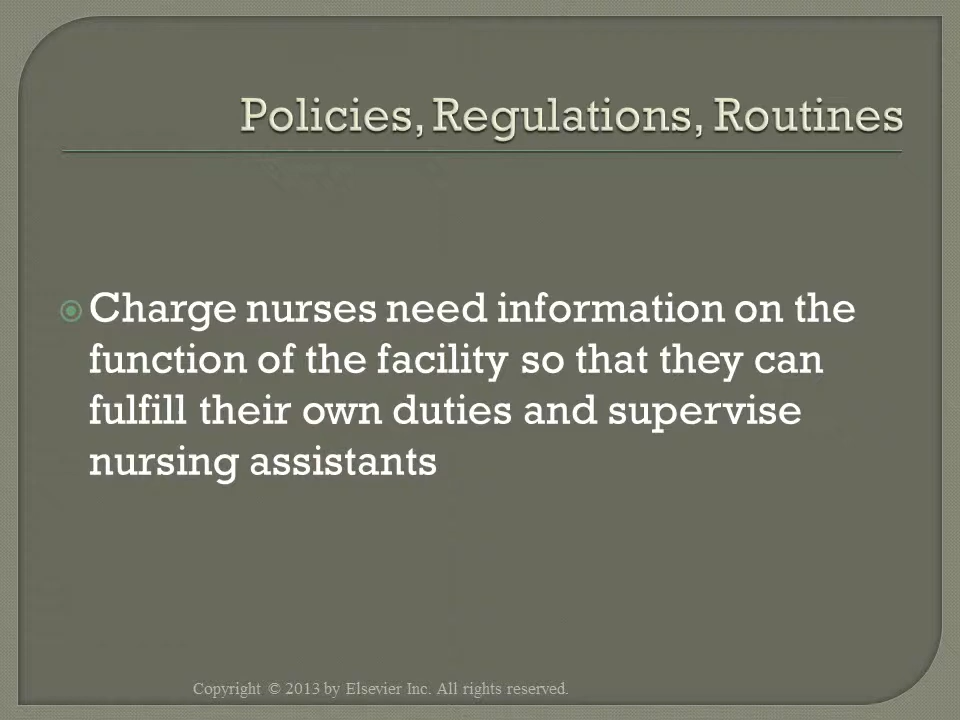 Policies, Regulations, Routines
Charge nurses need information on the
function of the facility so that they can
fulfill their own duties and supervise
nursing assistants
Copyright © 2013 by Elsevier Inc. All rights reserved.